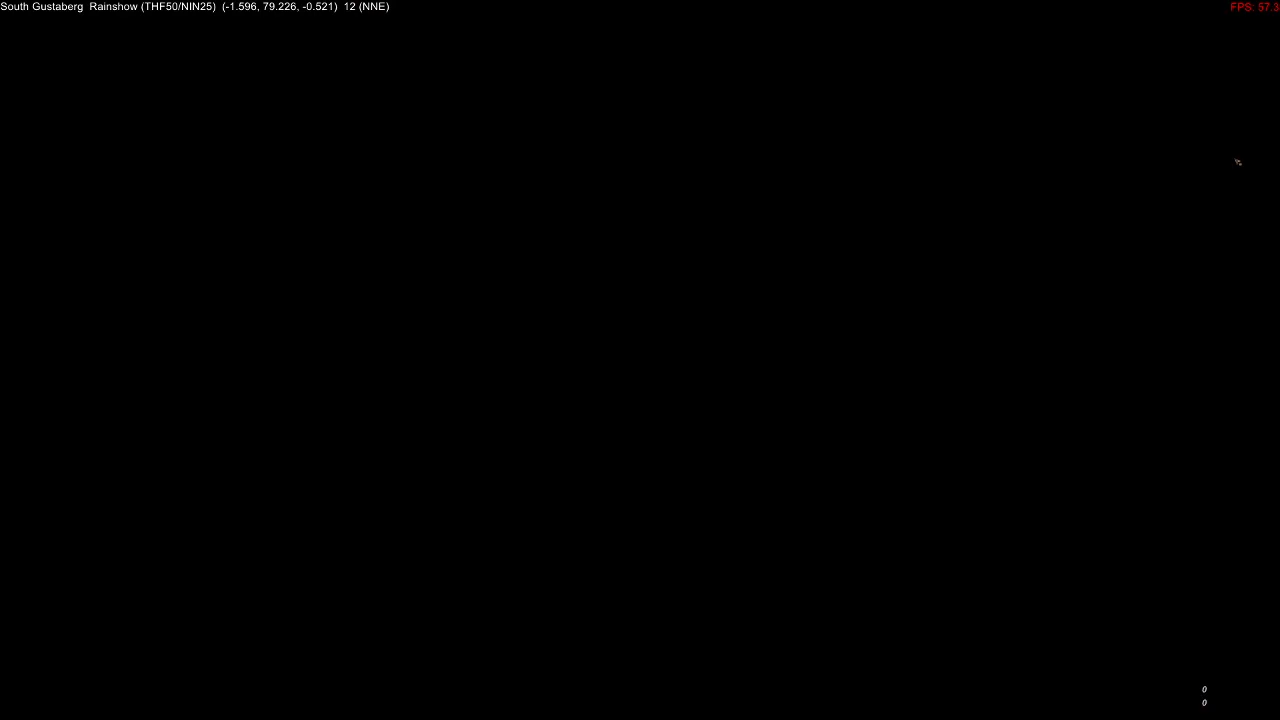 South Gustaberg  Rainshow (THF50/NIN25)  (-1.596, 79.226, -0.521)  12 (NNE)
FPS: 57.3
0
0